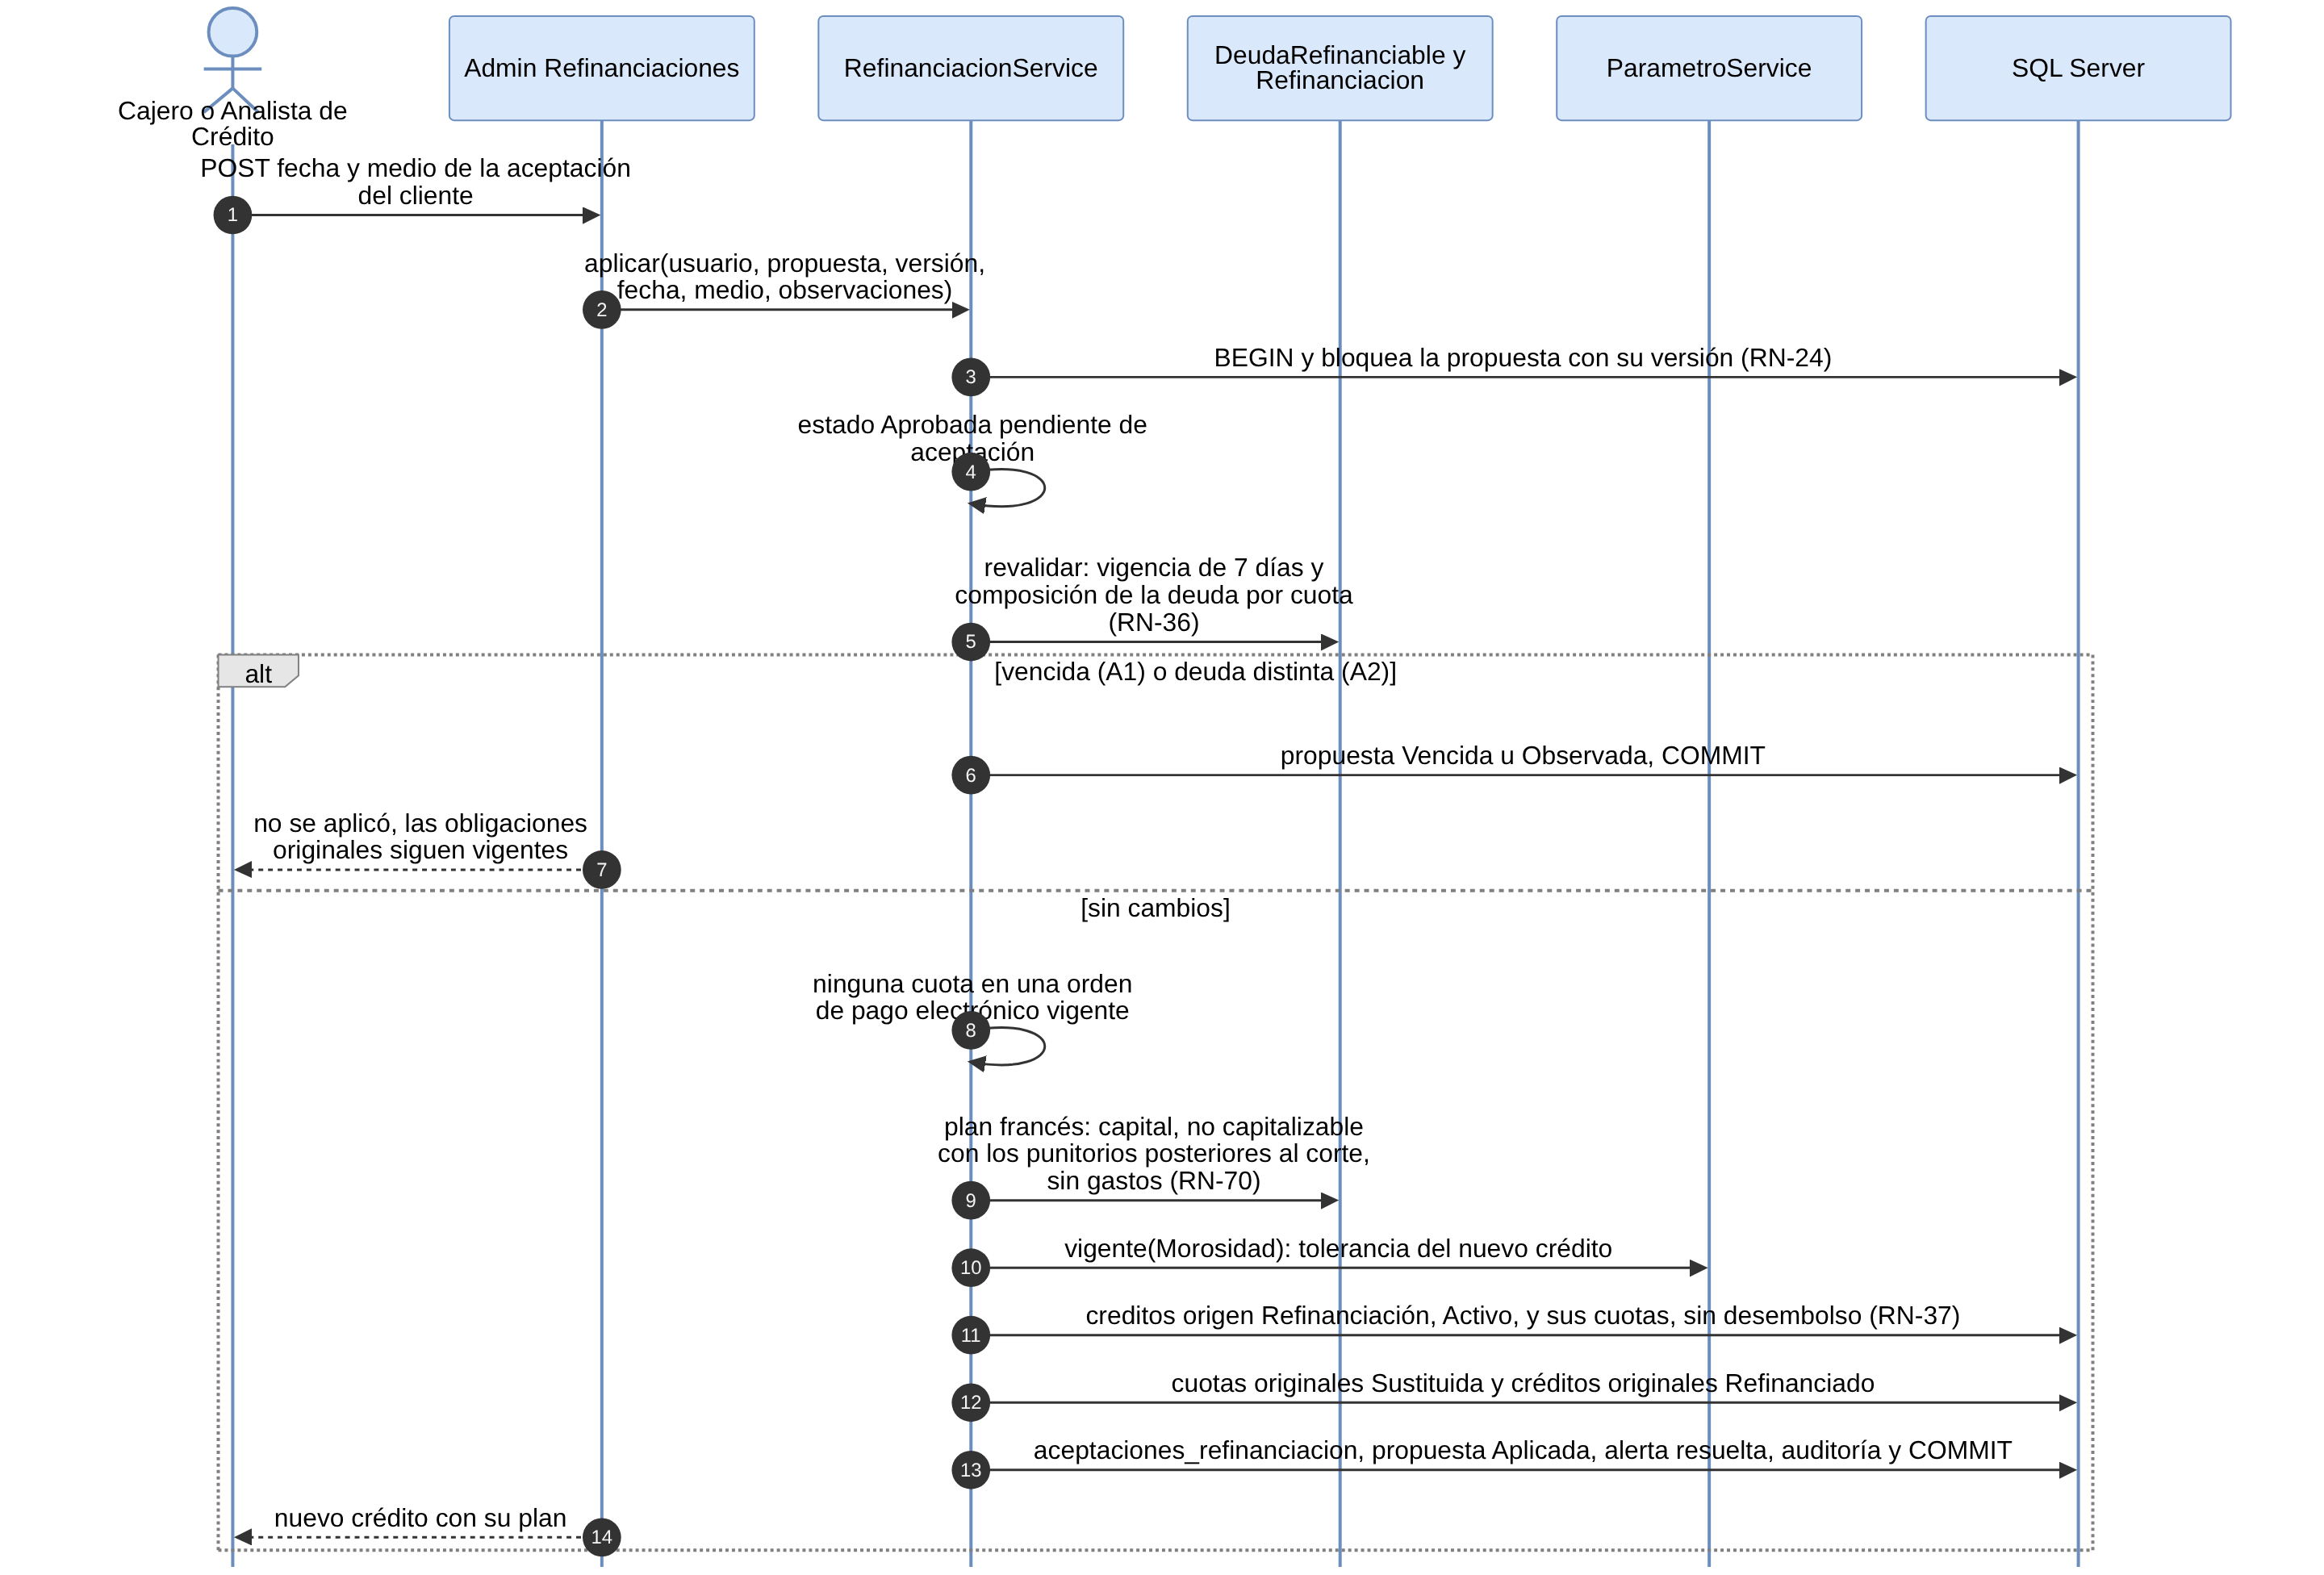 Cajero o Analista de
Crédito
Admin Refinanciaciones
RefinanciacionService
DeudaRefinanciable y
Refinanciacion
ParametroService
SQL Server
POST fecha y medio de la aceptación
del cliente
1
aplicar(usuario, propuesta, versión,
fecha, medio, observaciones)
2
BEGIN y bloquea la propuesta con su versión (RN-24)
3
estado Aprobada pendiente de
aceptación
4
revalidar: vigencia de 7 días y
composición de la deuda por cuota
(RN-36)
5
alt
[vencida (A1) o deuda distinta (A2)]
propuesta Vencida u Observada, COMMIT
6
no se aplicó, las obligaciones
originales siguen vigentes
7
[sin cambios]
ninguna cuota en una orden
de pago electrónico vigente
8
plan francés: capital, no capitalizable
con los punitorios posteriores al corte,
sin gastos (RN-70)
9
vigente(Morosidad): tolerancia del nuevo crédito
10
creditos origen Refinanciación, Activo, y sus cuotas, sin desembolso (RN-37)
11
cuotas originales Sustituida y créditos originales Refinanciado
12
aceptaciones_refinanciacion, propuesta Aplicada, alerta resuelta, auditoría y COMMIT
13
nuevo crédito con su plan
14